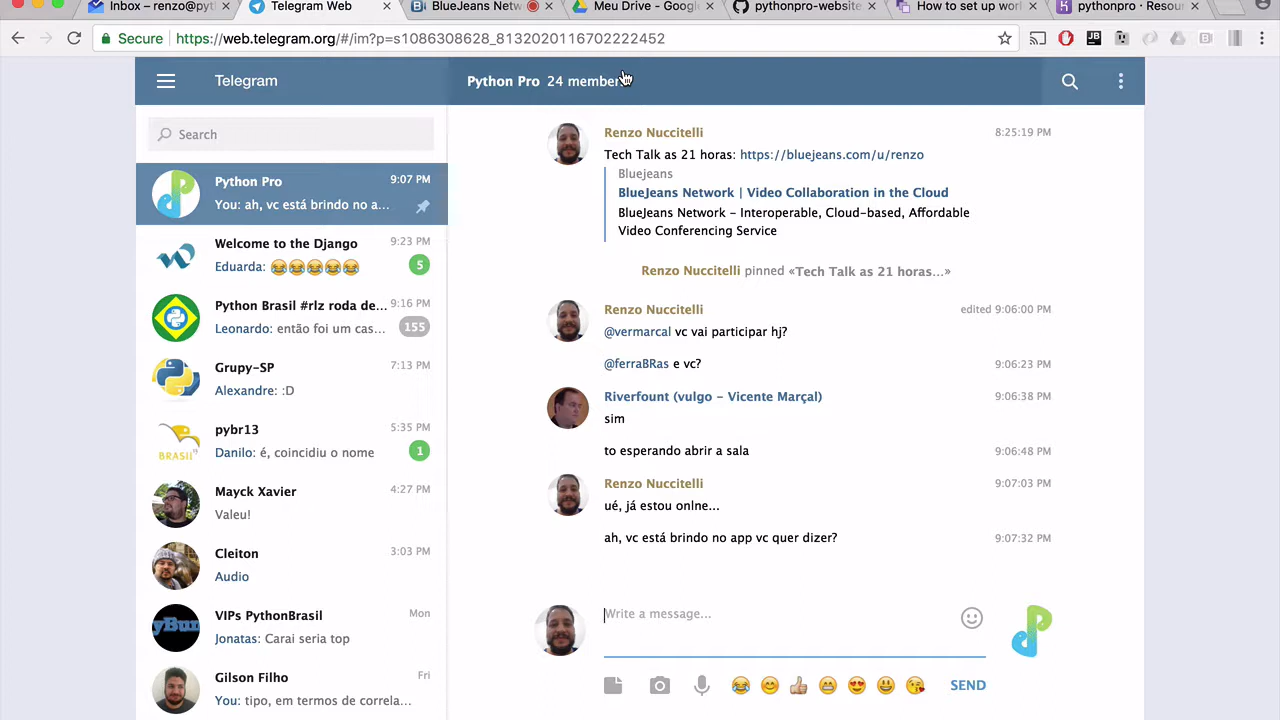 Inbox – renzo@pyt
Telegram Web
BlueJeans Netw
Meu Drive – Googl
pythonpro-website
How to set up worl
pythonpro · Resour
Secure
https://web.telegram.org/#/im?p=s1086308628_8132020116702222452
Telegram
Python Pro 24 member
Search
Python Pro 9:07 PM
You: ah, vc está brindo no a...
Welcome to the Django 9:23 PM
Eduarda: 😂😂😂😂😂 5
Python Brasil #rlz roda de... 9:16 PM
Leonardo: então foi um cas... 155
Grupy-SP 7:13 PM
Alexandre: :D
pybr13 5:35 PM
BRASIL
Danilo: é, coincidiu o nome 1
Mayck Xavier 4:27 PM
Valeu!
Cleiton 3:03 PM
Audio
VIPs PythonBrasil Mon
Jonatas: Carai seria top
Gilson Filho Fri
You: tipo, em termos de correla...
Renzo Nuccitelli 8:25:19 PM
Tech Talk as 21 horas: https://bluejeans.com/u/renzo
Bluejeans
BlueJeans Network | Video Collaboration in the Cloud
BlueJeans Network – Interoperable, Cloud-based, Affordable
Video Conferencing Service
Renzo Nuccitelli pinned «Tech Talk as 21 horas...»
Renzo Nuccitelli edited 9:06:00 PM
@vermarcal vc vai participar hj?
@ferraBRas e vc? 9:06:23 PM
Riverfount (vulgo – Vicente Marçal) 9:06:38 PM
sim
to esperando abrir a sala 9:06:48 PM
Renzo Nuccitelli 9:07:03 PM
ué, já estou onlne...
ah, vc está brindo no app vc quer dizer? 9:07:32 PM
Write a message...
SEND